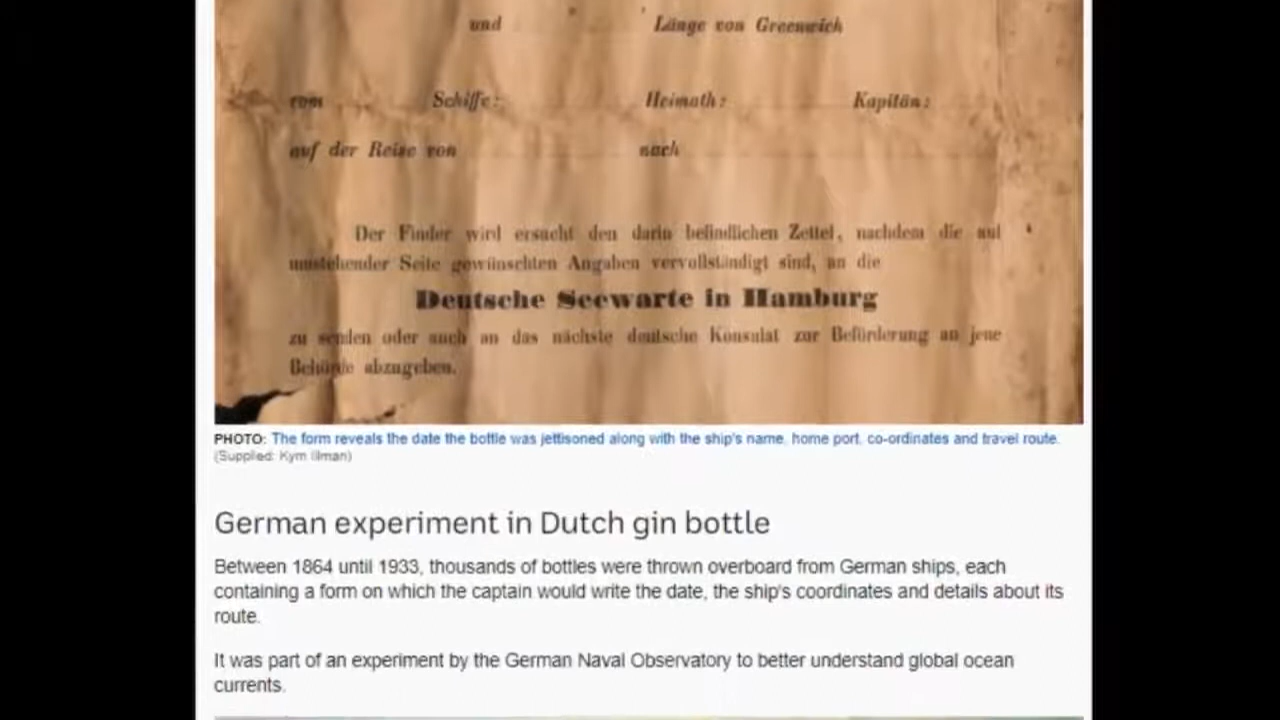 und Länge von Greenwich
vom Schiffe: Heimath: Kapitän:
auf der Reise von nach
Der Finder wird ersucht den darin befindlichen Zettel, nachdem die auf
umstehender Seite gewünschten Angaben vervollständigt sind, an die
Deutsche Seewarte in Hamburg
zu senden oder auch an das nächste deutsche Konsulat zur Beförderung an jene
Behörde abzugeben.
PHOTO: The form reveals the date the bottle was jettisoned along with the ship's name, home port, co-ordinates and travel route.
(Supplied: Kym Illman)
German experiment in Dutch gin bottle
Between 1864 until 1933, thousands of bottles were thrown overboard from German ships, each
containing a form on which the captain would write the date, the ship's coordinates and details about its
route.
It was part of an experiment by the German Naval Observatory to better understand global ocean
currents.